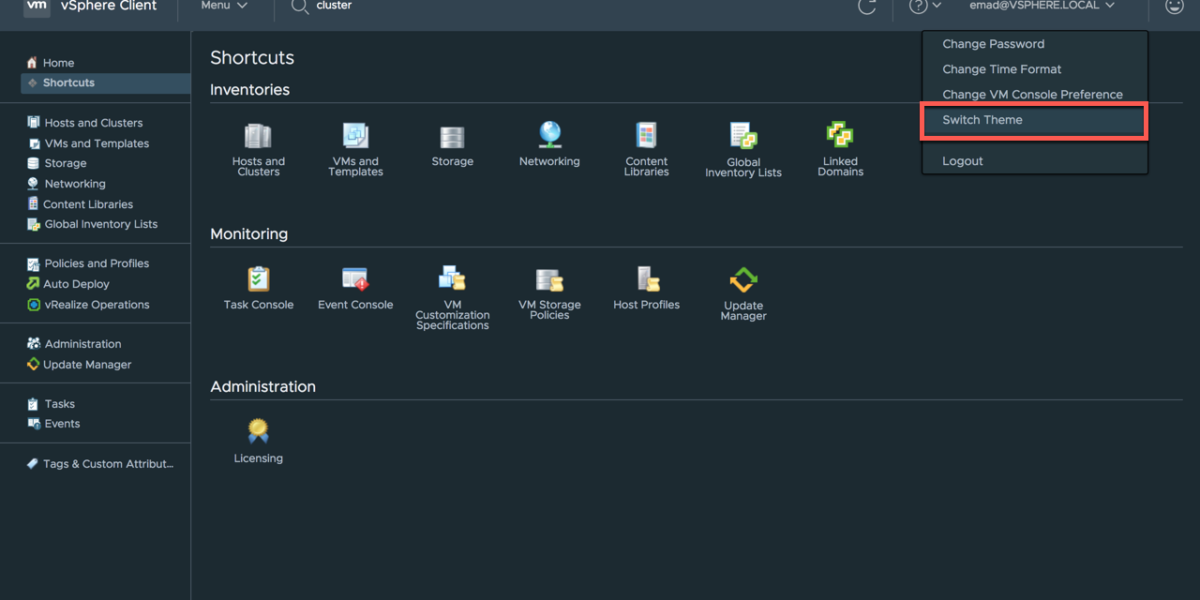 vm vSphere Client Menu cluster emad@VSPHERE.LOCAL
Home
Shortcuts
Hosts and Clusters
VMs and Templates
Storage
Networking
Content Libraries
Global Inventory Lists
Policies and Profiles
Auto Deploy
vRealize Operations
Administration
Update Manager
Tasks
Events
Tags & Custom Attribut...
Shortcuts
Inventories
Hosts and
Clusters
VMs and
Templates
Storage
Networking
Content
Libraries
Global
Inventory Lists
Linked
Domains
Monitoring
Task Console
Event Console
VM
Customization
Specifications
VM Storage
Policies
Host Profiles
Update
Manager
Administration
Licensing
Change Password
Change Time Format
Change VM Console Preference
Switch Theme
Logout